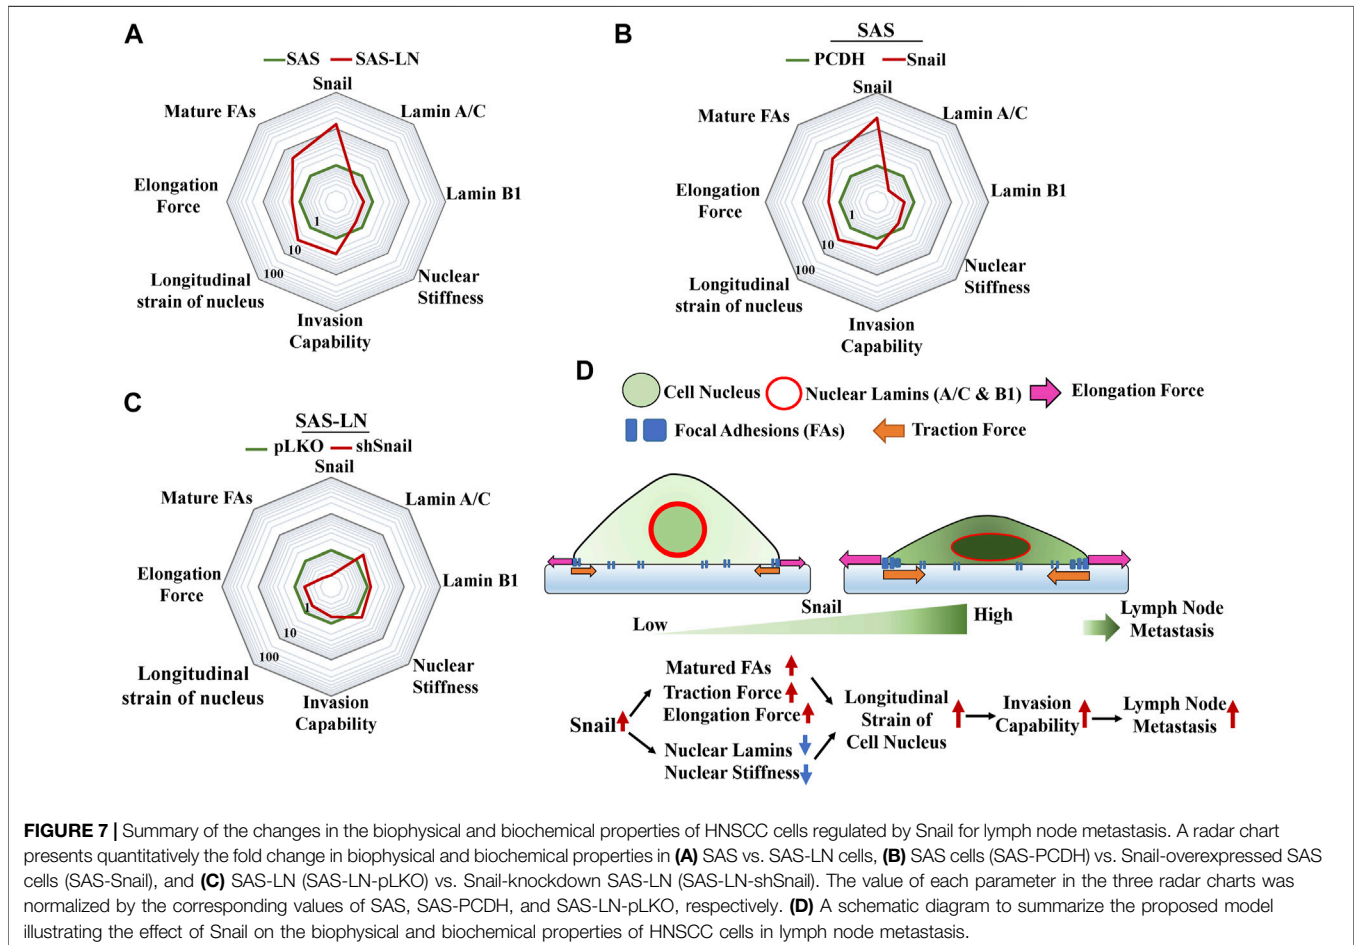 A
SAS SAS-LN
Snail
Mature FAs
Lamin A/C
Elongation
Force
Lamin B1
1
10
100
Longitudinal
strain of nucleus
Nuclear
Stiffness
Invasion
Capability
B
SAS
PCDH Snail
Snail
Mature FAs
Lamin A/C
Elongation
Force
Lamin B1
1
10
100
Longitudinal
strain of nucleus
Nuclear
Stiffness
Invasion
Capability
C
SAS-LN
pLKO shSnail
Snail
Mature FAs
Lamin A/C
Elongation
Force
Lamin B1
1
10
100
Longitudinal
strain of nucleus
Nuclear
Stiffness
Invasion
Capability
D
Cell Nucleus Nuclear Lamins (A/C & B1) Elongation Force
Focal Adhesions (FAs) Traction Force
Snail
Low High
Lymph Node
Metastasis
Snail
Matured FAs
Traction Force
Elongation Force
Nuclear Lamins
Nuclear Stiffness
Longitudinal
Strain of
Cell Nucleus
Invasion
Capability
Lymph Node
Metastasis
FIGURE 7 | Summary of the changes in the biophysical and biochemical properties of HNSCC cells regulated by Snail for lymph node metastasis. A radar chart
presents quantitatively the fold change in biophysical and biochemical properties in (A) SAS vs. SAS-LN cells, (B) SAS cells (SAS-PCDH) vs. Snail-overexpressed SAS
cells (SAS-Snail), and (C) SAS-LN (SAS-LN-pLKO) vs. Snail-knockdown SAS-LN (SAS-LN-shSnail). The value of each parameter in the three radar charts was
normalized by the corresponding values of SAS, SAS-PCDH, and SAS-LN-pLKO, respectively. (D) A schematic diagram to summarize the proposed model
illustrating the effect of Snail on the biophysical and biochemical properties of HNSCC cells in lymph node metastasis.